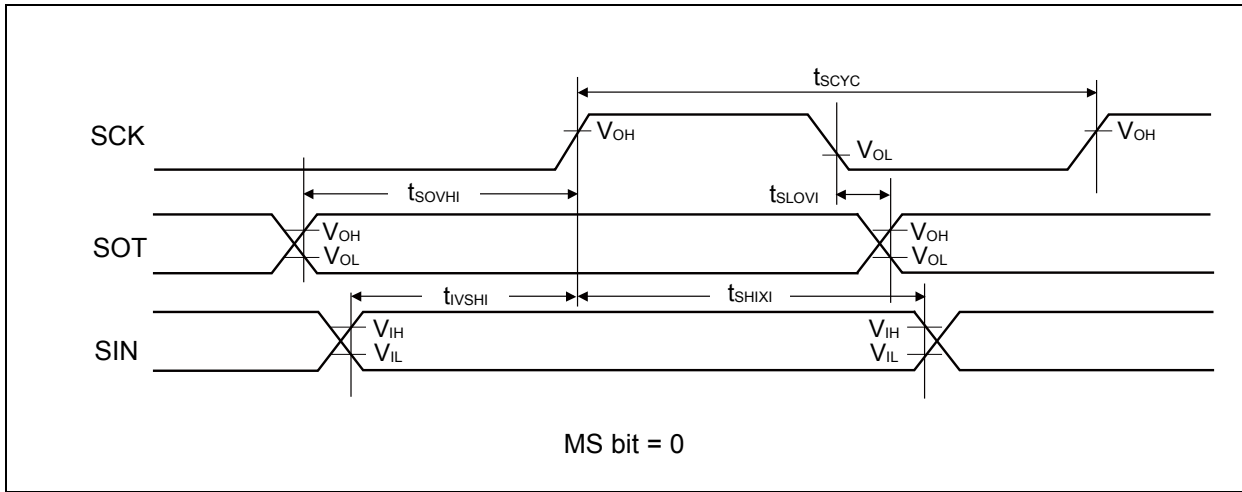 tSCYC
SCK
VOH
VOL
VOH
tSOVHI
tSLOVI
SOT
VOH
VOL
VOH
VOL
tIVSHI
tSHIXI
SIN
VIH
VIL
VIH
VIL
MS bit = 0